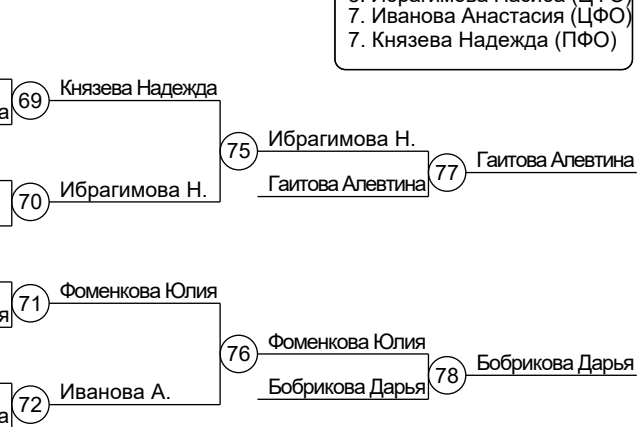 7. Иванова Анастасия (ЦФО)
7. Князева Надежда (ПФО)
69
Князева Надежда
а
75
Ибрагимова Н.
Гаитова Алевтина
77
Гаитова Алевтина
70
Ибрагимова Н.
71
Фоменкова Юлия
я
76
Фоменкова Юлия
Бобрикова Дарья
78
Бобрикова Дарья
72
Иванова А.
а